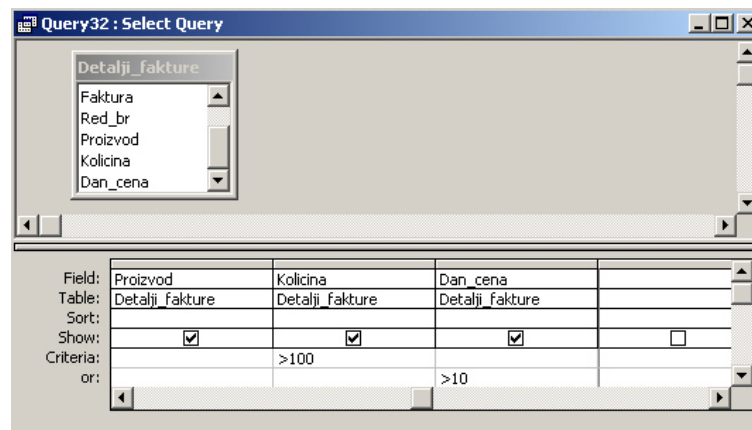 Query32 : Select Query
Detalji_fakture
Faktura
Red_br
Proizvod
Kolicina
Dan_cena
Field: Proizvod Kolicina Dan_cena
Table: Detalji_fakture Detalji_fakture Detalji_fakture
Sort:
Show:
Criteria: >100
or: >10